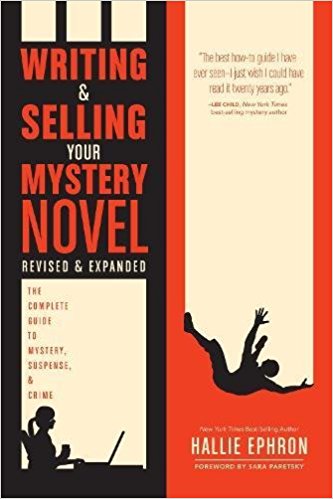 WRITING
&
SELLING
YOUR
MYSTERY
NOVEL
REVISED & EXPANDED
THE
COMPLETE
GUIDE
TO
MYSTERY,
SUSPENSE,
&
CRIME
"The best how-to guide I have
ever seen—I just wish I could have
read it twenty years ago."
—LEE CHILD, New York Times
best-selling mystery author
New York Times Best-Selling Author
HALLIE EPHRON
FOREWORD BY SARA PARETSKY